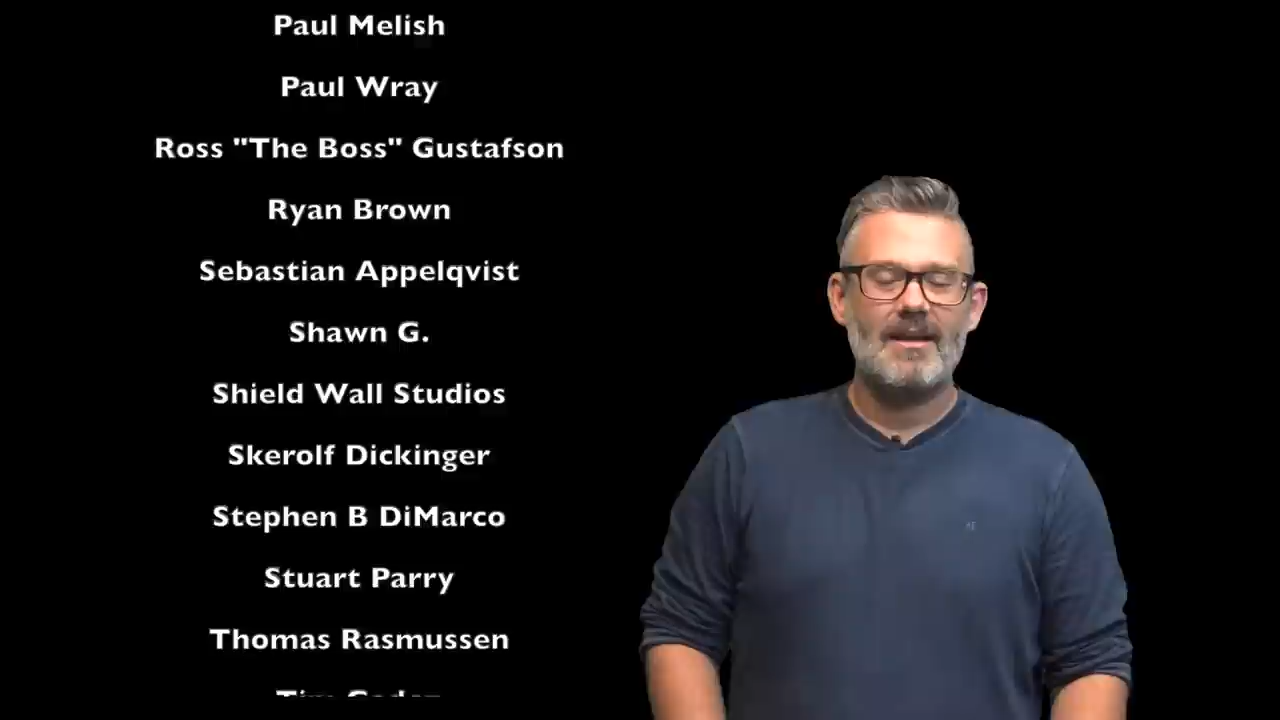 Paul Melish
Paul Wray
Ross "The Boss" Gustafson
Ryan Brown
Sebastian Appelqvist
Shawn G.
Shield Wall Studios
Skerolf Dickinger
Stephen B DiMarco
Stuart Parry
Thomas Rasmussen
Tim